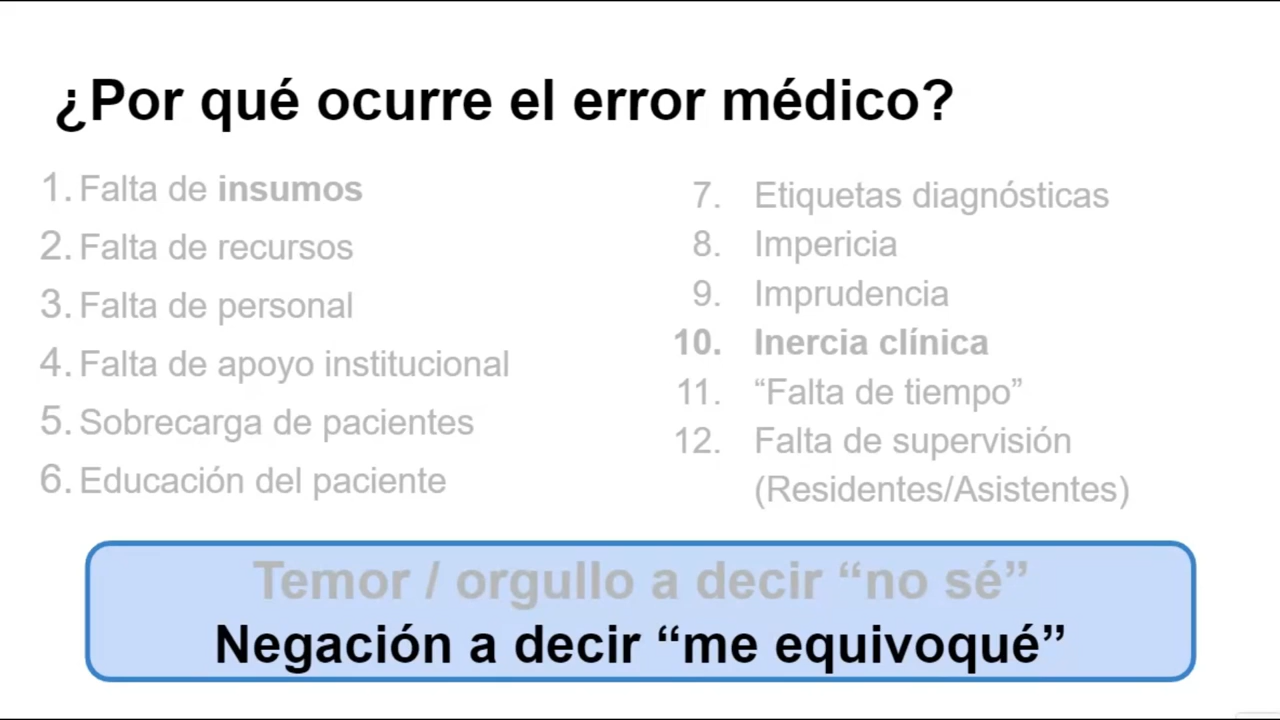 ¿Por qué ocurre el error médico?
1. Falta de insumos
2. Falta de recursos
3. Falta de personal
4. Falta de apoyo institucional
5. Sobrecarga de pacientes
6. Educación del paciente
7. Etiquetas diagnósticas
8. Impericia
9. Imprudencia
10. Inercia clínica
11. “Falta de tiempo”
12. Falta de supervisión
(Residentes/Asistentes)
Temor / orgullo a decir “no sé”
Negación a decir “me equivoqué”